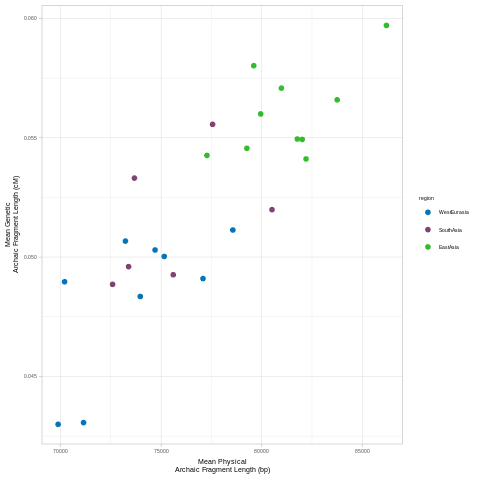 0.060
0.055
0.050
0.045
Mean Genetic
Archaic Fragment Length (cM)
70000
75000
80000
85000
Mean Physical
Archaic Fragment Length (bp)
region
WestEurasia
SouthAsia
EastAsia